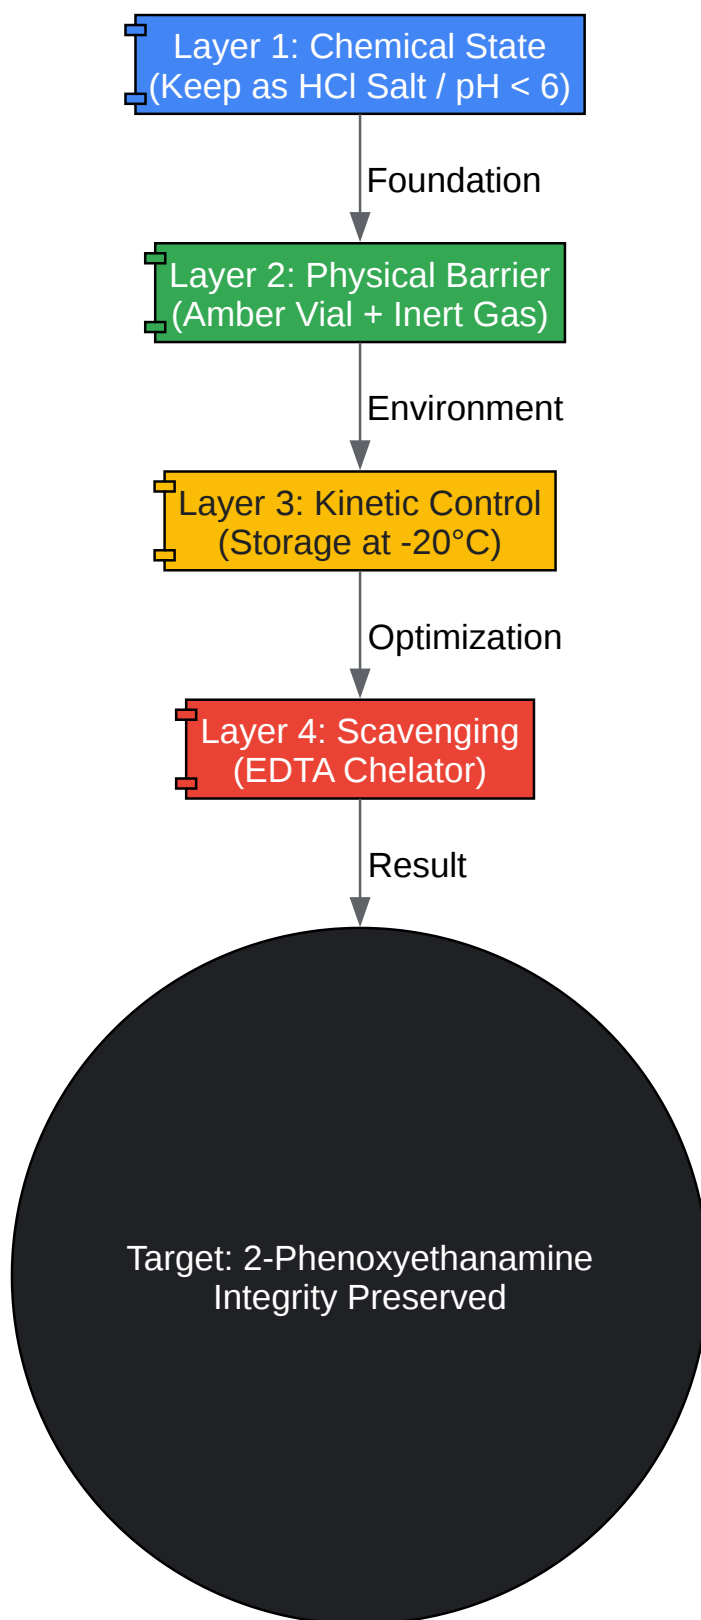 Layer 1: Chemical State
(Keep as HCl Salt / pH < 6)
Foundation
Layer 2: Physical Barrier
(Amber Vial + Inert Gas)
Environment
Layer 3: Kinetic Control
(Storage at -20°C)
Optimization
Layer 4: Scavenging
(EDTA Chelator)
Result
Target: 2-Phenoxyethanamine
Integrity Preserved